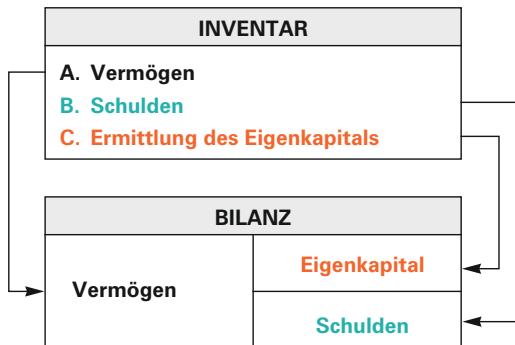 INVENTAR
A. Vermögen
B. Schulden
C. Ermittlung des Eigenkapitals
BILANZ
Vermögen
Eigenkapital
Schulden